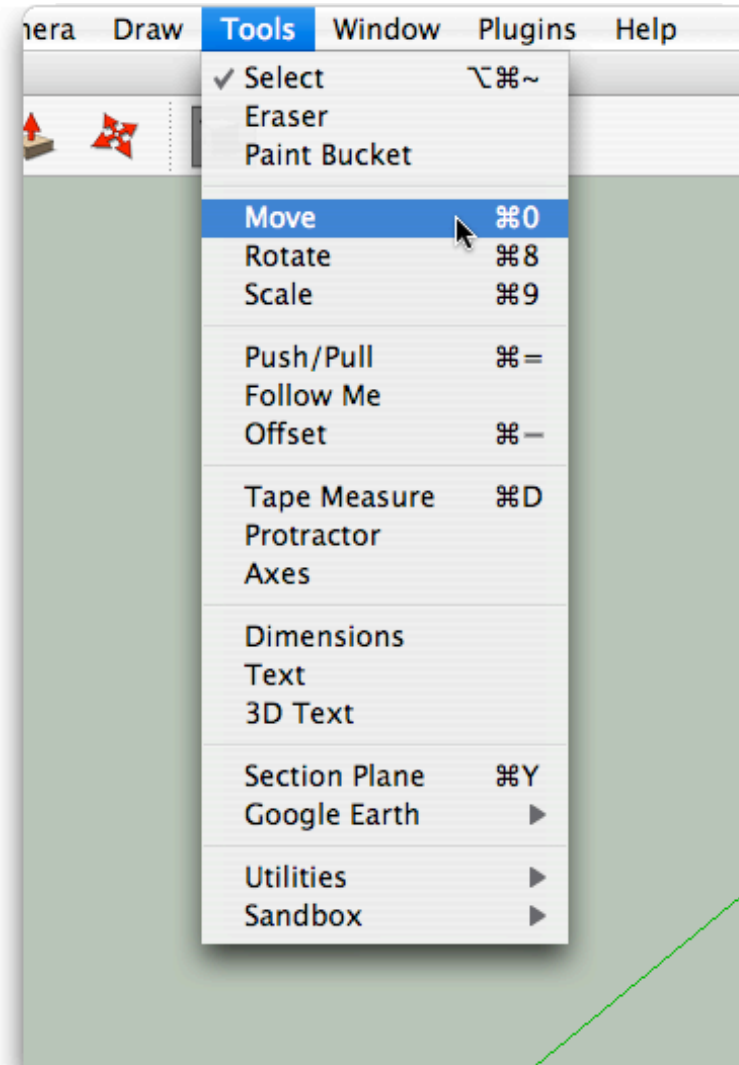 Draw Tools Window Plugins Help
✓ Select ⌥⌘~
Eraser
Paint Bucket
Move ⌘0
Rotate ⌘8
Scale ⌘9
Push/Pull ⌘=
Follow Me
Offset ⌘−
Tape Measure ⌘D
Protractor
Axes
Dimensions
Text
3D Text
Section Plane ⌘Y
Google Earth ▶
Utilities ▶
Sandbox ▶